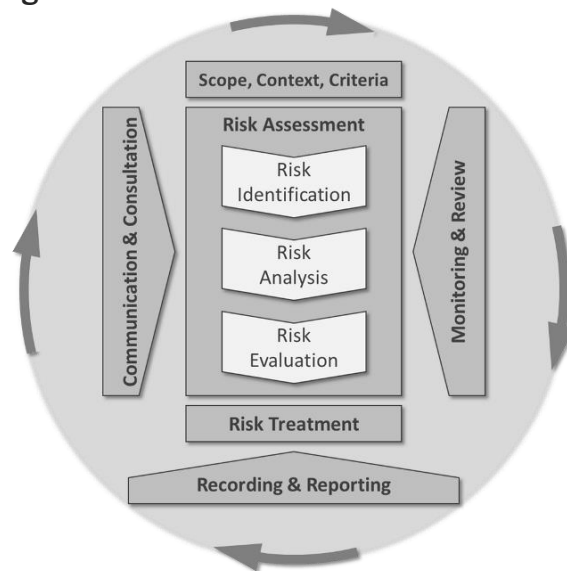 Scope, Context, Criteria
Risk Assessment
Risk
Identification
Risk
Analysis
Risk
Evaluation
Risk Treatment
Recording & Reporting
Communication & Consultation
Monitoring & Review